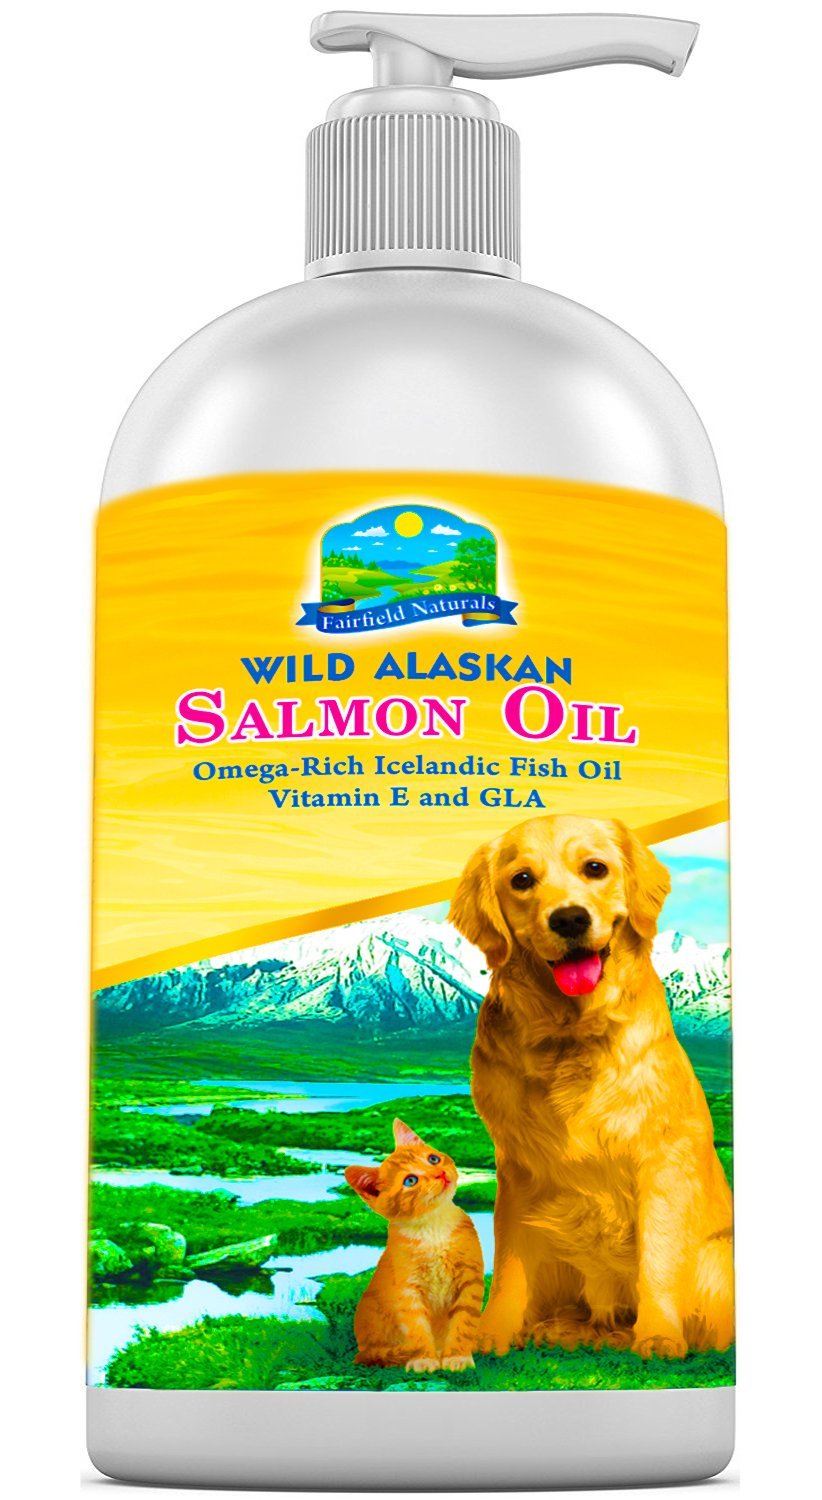 Fairfield Naturals
WILD ALASKAN
SALMON OIL
Omega-Rich Icelandic Fish Oil
Vitamin E and GLA